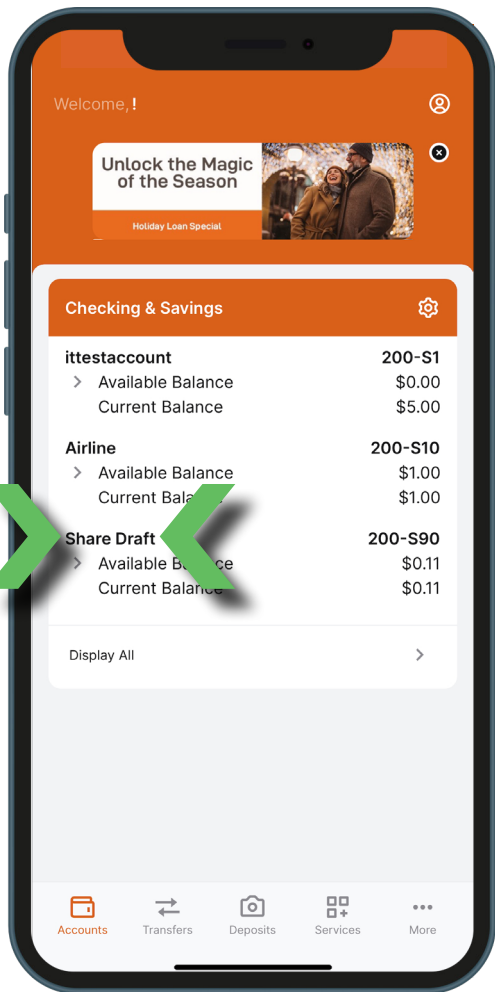 Welcome, !
Unlock the Magic
of the Season
Holiday Loan Special
Checking & Savings
ittestaccount 200-S1
Available Balance $0.00
Current Balance $5.00
Airline 200-S10
Available Balance $1.00
Current Balance $1.00
Share Draft 200-S90
Available Balance $0.11
Current Balance $0.11
Display All
Accounts Transfers Deposits Services More